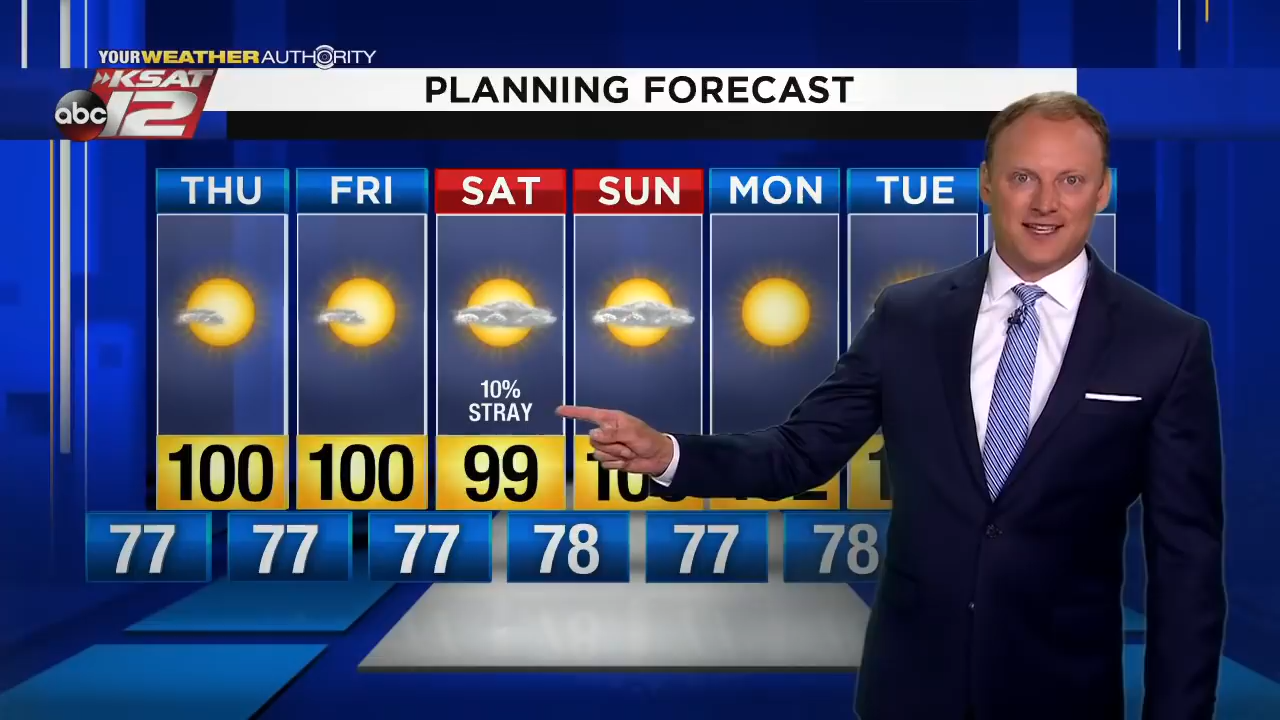 YOURWEATHERAUTHORITY
KSAT
abc 12
PLANNING FORECAST
THU FRI SAT SUN MON TUE
10%
STRAY
100 100 99
77 77 77 78 77 78